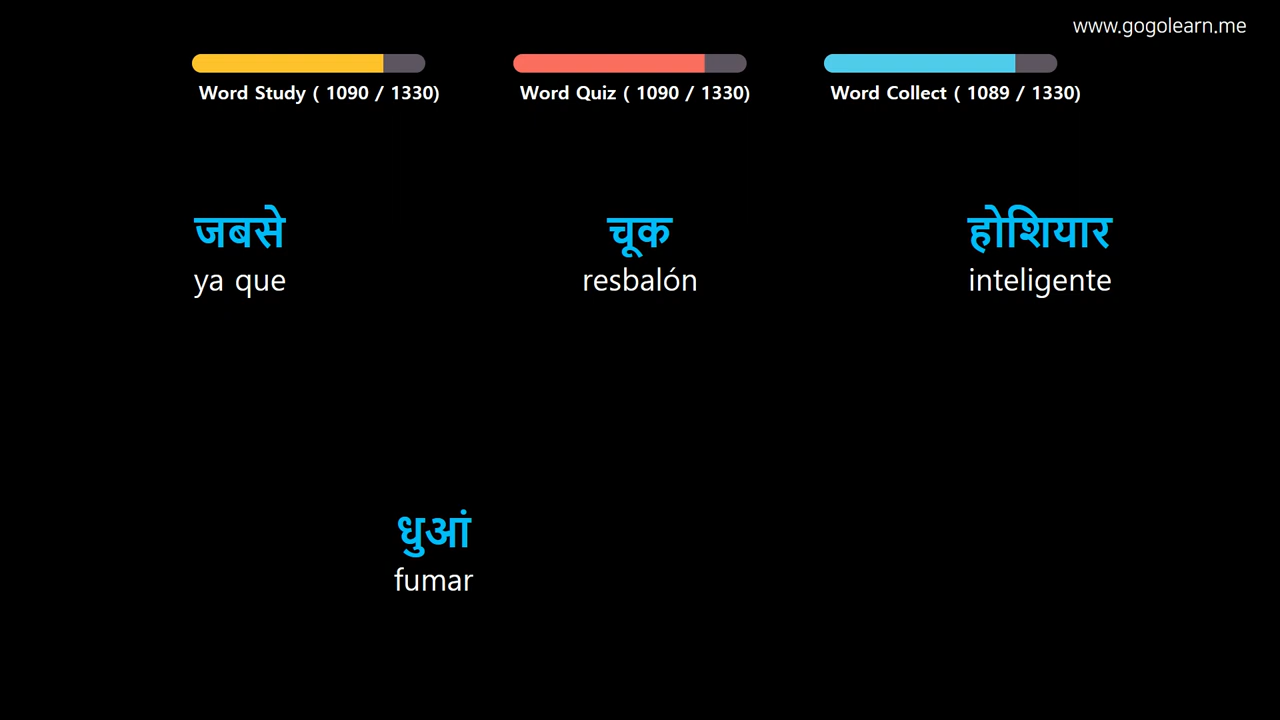 www.gogolearn.me
Word Study ( 1090 / 1330)
Word Quiz ( 1090 / 1330)
Word Collect ( 1089 / 1330)
जबसे
ya que
चूक
resbalón
होशियार
inteligente
धुआं
fumar